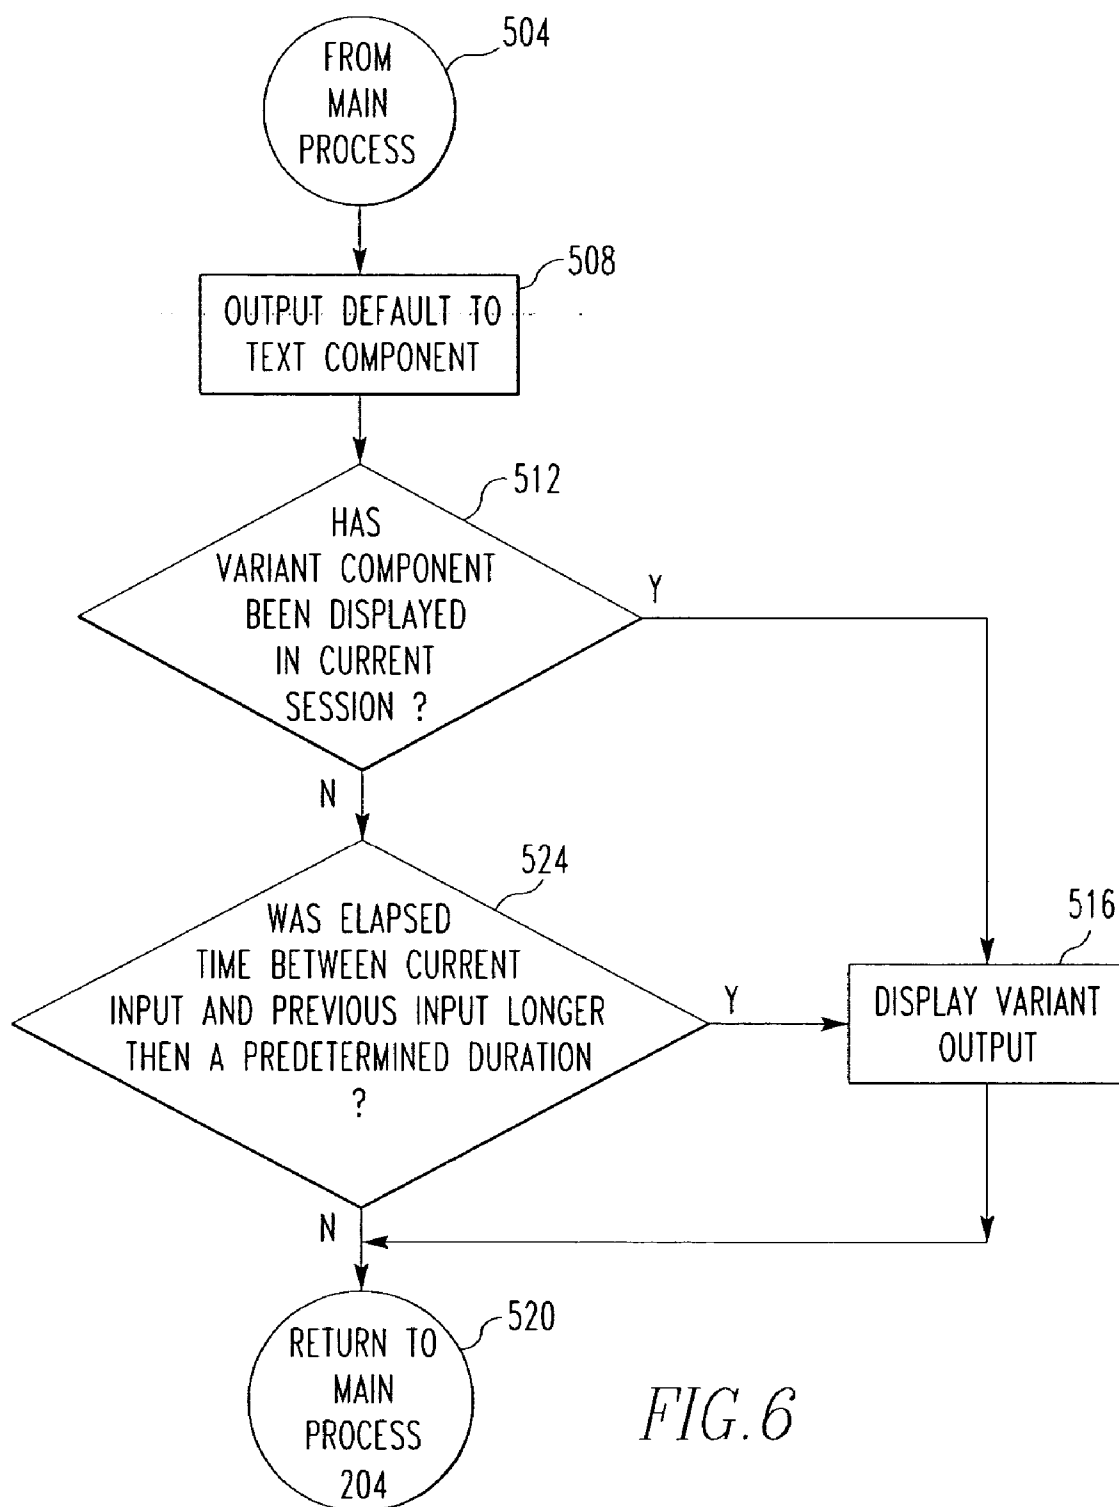 504
FROM
MAIN
PROCESS
508
OUTPUT DEFAULT TO
TEXT COMPONENT
512
HAS
VARIANT COMPONENT
BEEN DISPLAYED
IN CURRENT
SESSION ?
Y
N
524
WAS ELAPSED
TIME BETWEEN CURRENT
INPUT AND PREVIOUS INPUT LONGER
THEN A PREDETERMINED DURATION
?
Y
516
DISPLAY VARIANT
OUTPUT
N
520
RETURN TO
MAIN
PROCESS
204
FIG.6